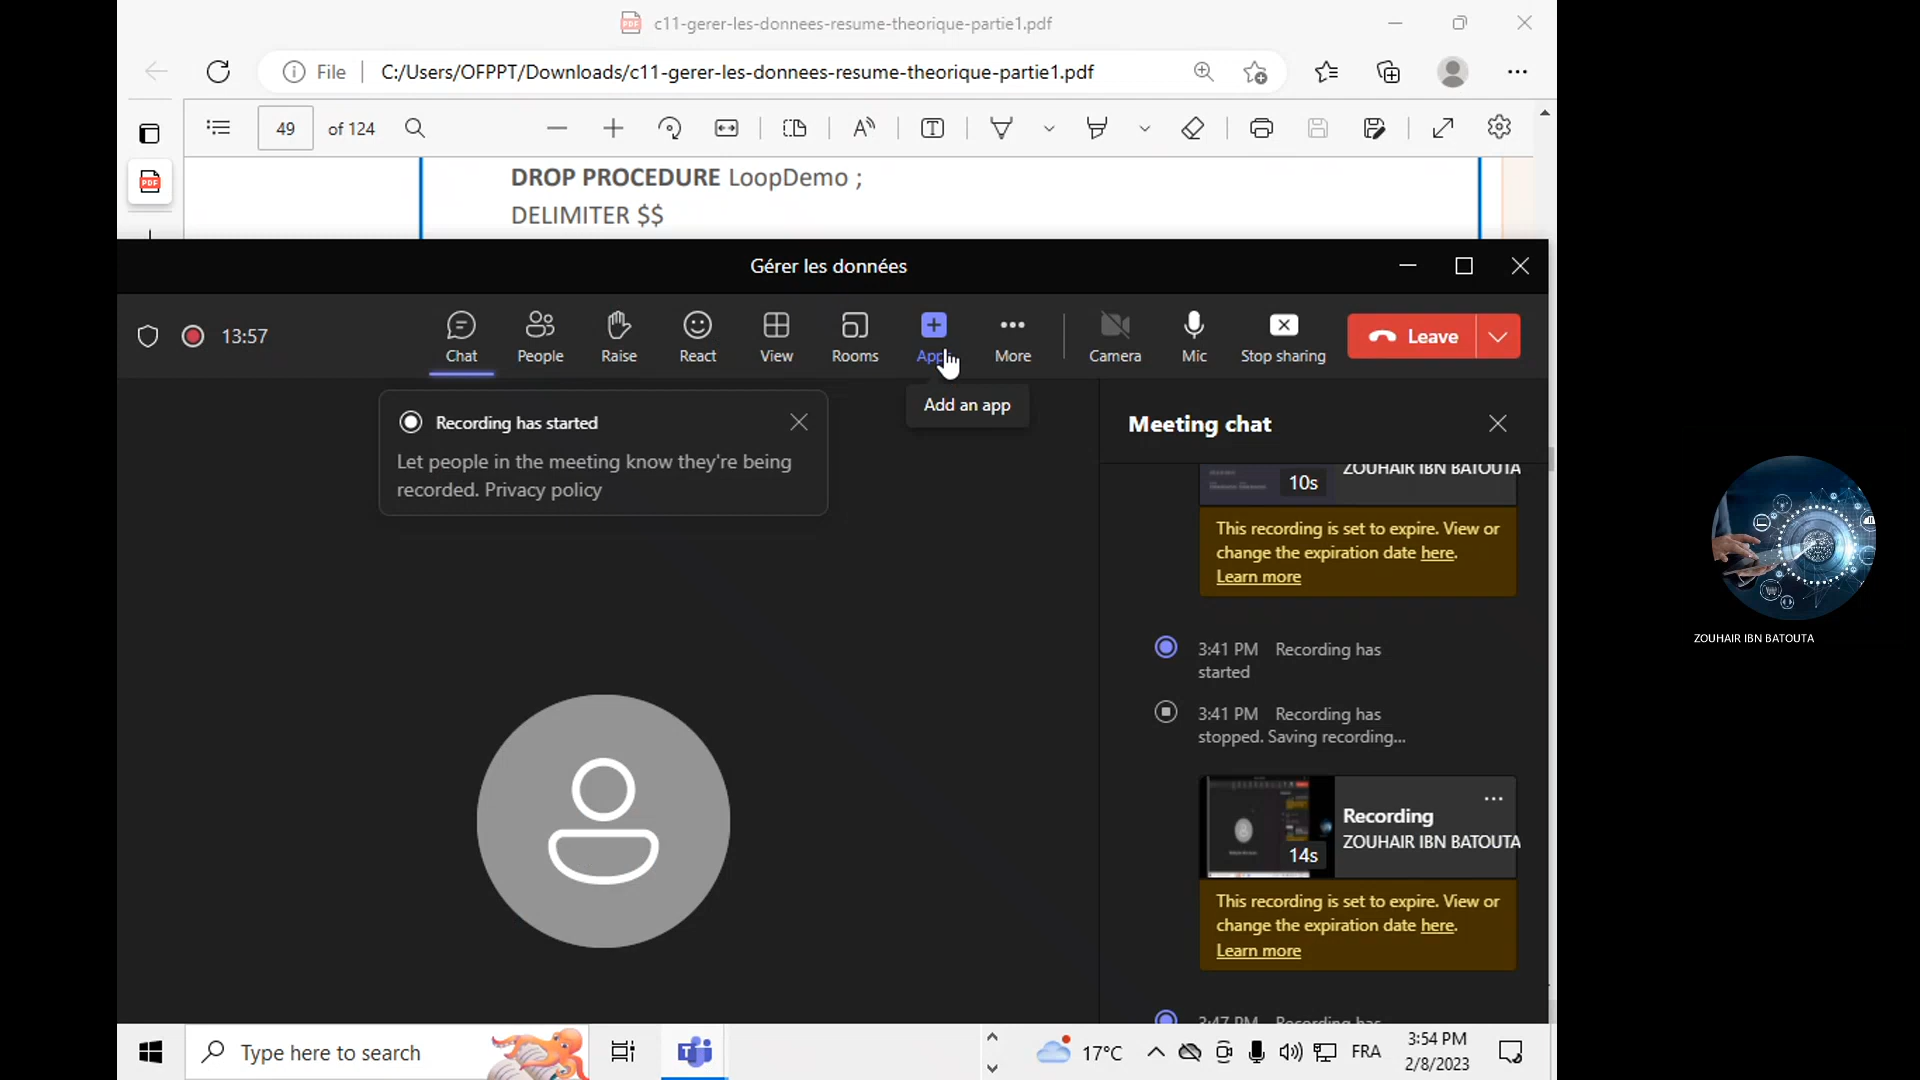 c11-gerer-les-donnees-resume-theorique-partie1.pdf
File
C:/Users/OFPPT/Downloads/c11-gerer-les-donnees-resume-theorique-partie1.pdf
49
of 124
DROP PROCEDURE LoopDemo ;
DELIMITER $$
Gérer les données
13:57
Chat
People
Raise
React
View
Rooms
More
Camera
Mic
Stop sharing
Leave
Add an app
Recording has started
Let people in the meeting know they're being
recorded. Privacy policy
Meeting chat
ZOUHAIR IBN BATOUTA
10s
This recording is set to expire. View or
change the expiration date here.
Learn more
3:41 PM Recording has
started
3:41 PM Recording has
stopped. Saving recording...
Recording
ZOUHAIR IBN BATOUTA
14s
This recording is set to expire. View or
change the expiration date here.
Learn more
3:47 PM Recording has
ZOUHAIR IBN BATOUTA
Type here to search
17°C
FRA
3:54 PM
2/8/2023